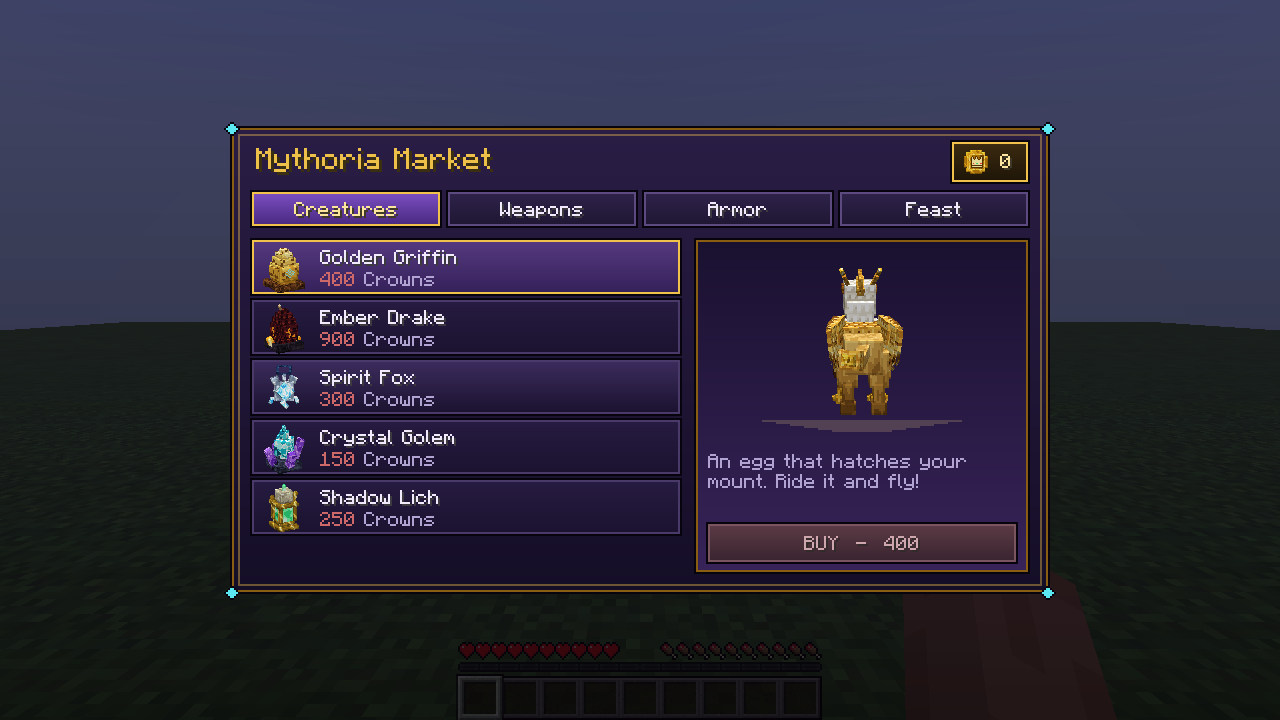 Mythoria Market
0
Creatures
Weapons
Armor
Feast
Golden Griffin
400 Crowns
Ember Drake
900 Crowns
Spirit Fox
300 Crowns
Crystal Golem
150 Crowns
Shadow Lich
250 Crowns
An egg that hatches your
mount. Ride it and fly!
BUY - 400